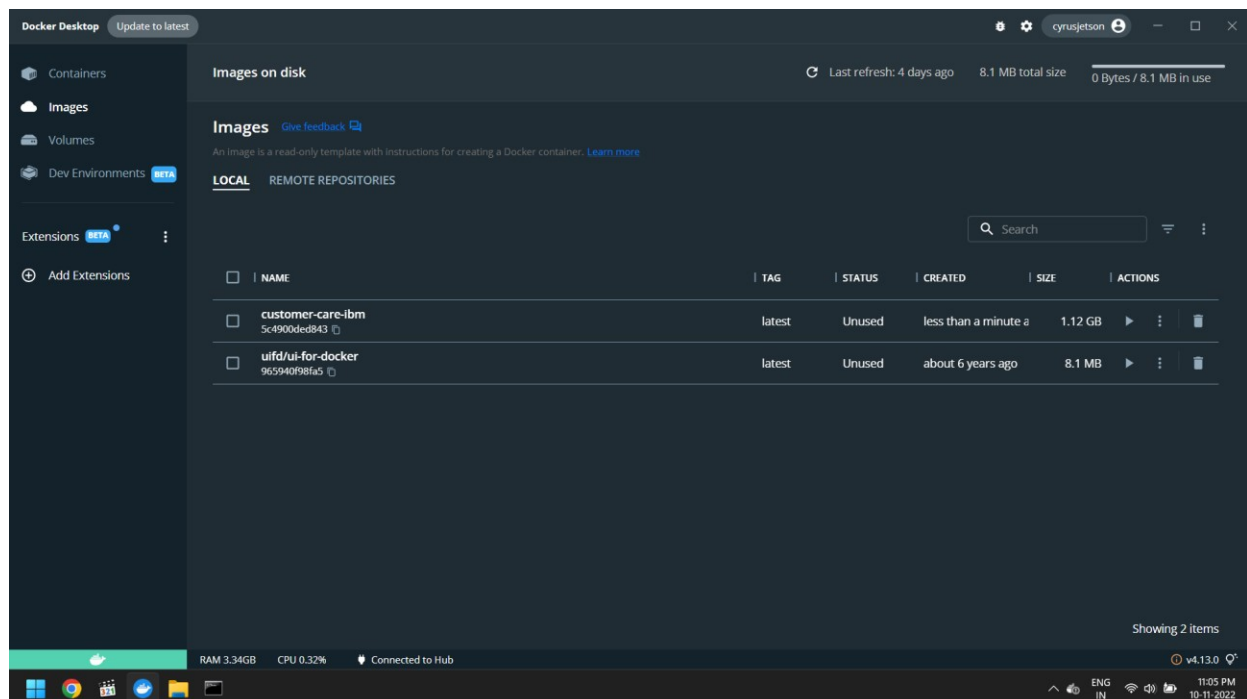 Docker Desktop Update to latest cyrusjetson
Containers
Images
Volumes
Dev Environments BETA
Extensions BETA
Add Extensions
Images on disk Last refresh: 4 days ago 8.1 MB total size 0 Bytes / 8.1 MB in use
Images Give feedback
An image is a read-only template with instructions for creating a Docker container. Learn more
LOCAL REMOTE REPOSITORIES
Search
NAME TAG STATUS CREATED SIZE ACTIONS
customer-care-ibm latest Unused less than a minute a 1.12 GB
5c4900ded843
uifd/ui-for-docker latest Unused about 6 years ago 8.1 MB
965940f98fa5
Showing 2 items
RAM 3.34GB CPU 0.32% Connected to Hub v4.13.0
321
ENG 11:05 PM
IN 10-11-2022